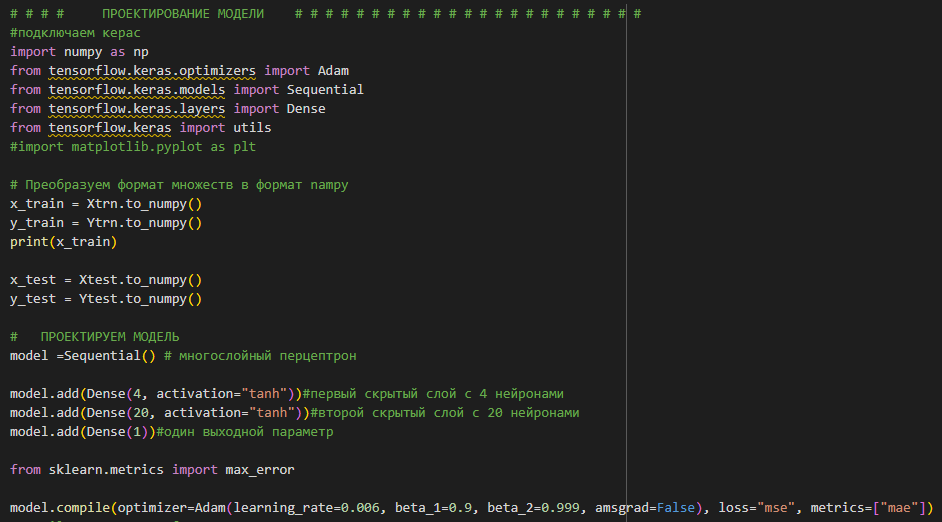 # # # #     ПРОЕКТИРОВАНИЕ МОДЕЛИ    # # # # # # # # # # # # # # # # # # # # # # #
#подключаем керас
import numpy as np
from tensorflow.keras.optimizers import Adam
from tensorflow.keras.models import Sequential
from tensorflow.keras.layers import Dense
from tensorflow.keras import utils
#import matplotlib.pyplot as plt
# Преобразуем формат множеств в формат nampy
x_train = Xtrn.to_numpy()
y_train = Ytrn.to_numpy()
print(x_train)
x_test = Xtest.to_numpy()
y_test = Ytest.to_numpy()
#   ПРОЕКТИРУЕМ МОДЕЛЬ
model =Sequential() # многослойный перцептрон
model.add(Dense(4, activation="tanh"))#первый скрытый слой с 4 нейронами
model.add(Dense(20, activation="tanh"))#второй скрытый слой с 20 нейронами
model.add(Dense(1))#один выходной параметр
from sklearn.metrics import max_error
model.compile(optimizer=Adam(learning_rate=0.006, beta_1=0.9, beta_2=0.999, amsgrad=False), loss="mse", metrics=["mae"])